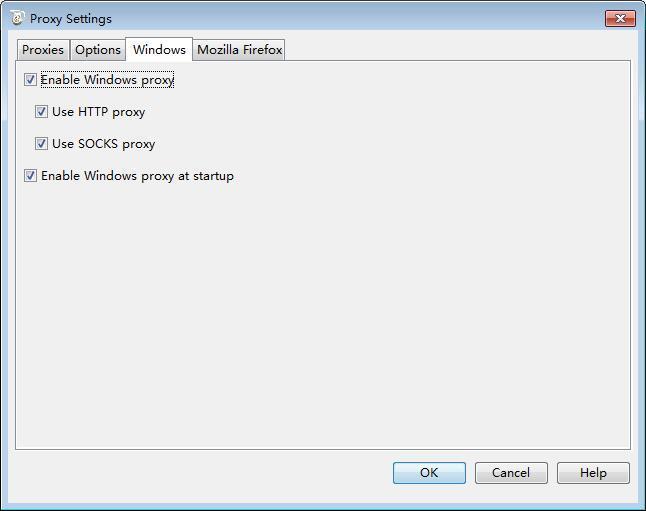 Proxy Settings
Proxies Options Windows Mozilla Firefox
Enable Windows proxy
Use HTTP proxy
Use SOCKS proxy
Enable Windows proxy at startup
OK Cancel Help